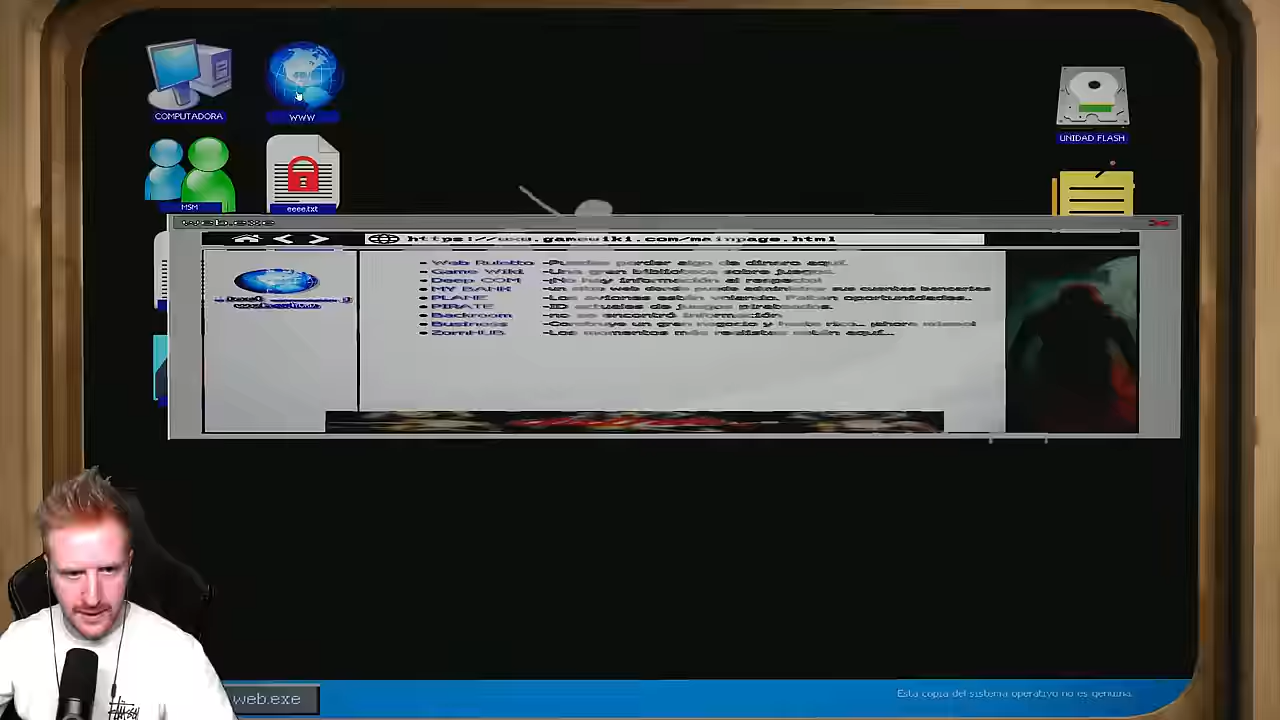 COMPUTADORA
WWW
UNIDAD FLASH
MSM
eeee.txt
web.exe
https://wxw.gamewiki.com/mainpage.html
• Web Ruletto -Puedes perder algo de dinero aquí.
• Game Wiki -Una gran biblioteca sobre juegos.
• Deep COM -¡No hay información al respecto!
• MY BANK -un sitio web donde puede administrar sus cuentas bancarias
• PLANE -Los aviones están volando. Faltan oportunidades..
• PIRATE -ID actuales de juegos pirateados.
• Backroom -no se encontró información
• Business -Construye un gran negocio y hazte rico... ¡ahora mismo!
• ZornHUB -Los momentos más realistas están aquí...
web.exe
Esta copia del sistema operativo no es genuina.